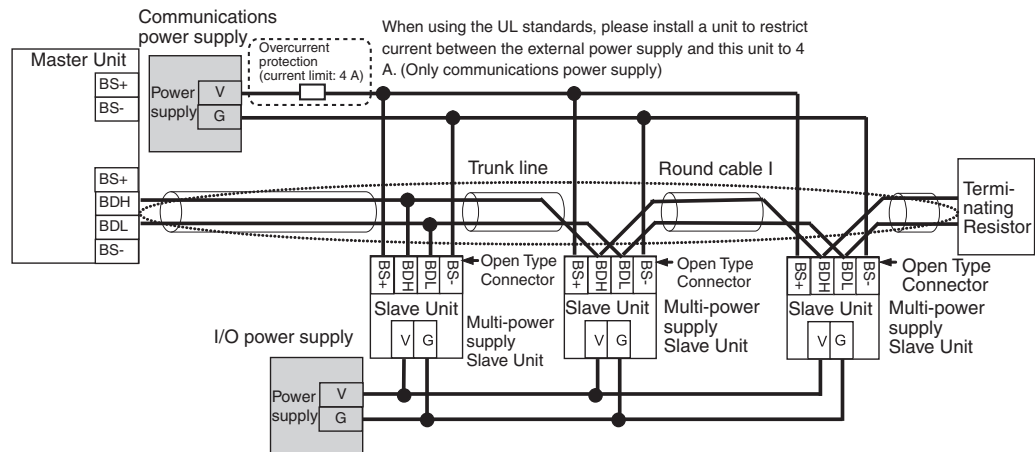 Communications
power supply
Overcurrent
protection
(current limit: 4 A)
When using the UL standards, please install a unit to restrict
current between the external power supply and this unit to 4
A. (Only communications power supply)
Master Unit
BS+
BS-
Power
supply
V
G
BS+
BDH
BDL
BS-
Trunk line
Round cable I
Termi-
nating
Resistor
BS+
BDH
BDL
BS-
Open Type
Connector
Slave Unit
V G
Multi-power
supply
Slave Unit
BS+
BDH
BDL
BS-
Open Type
Connector
Slave Unit
V G
Multi-power
supply
Slave Unit
BS+
BDH
BDL
BS-
Open Type
Connector
Slave Unit
V G
Multi-power
supply
Slave Unit
I/O power supply
Power
supply
V
G